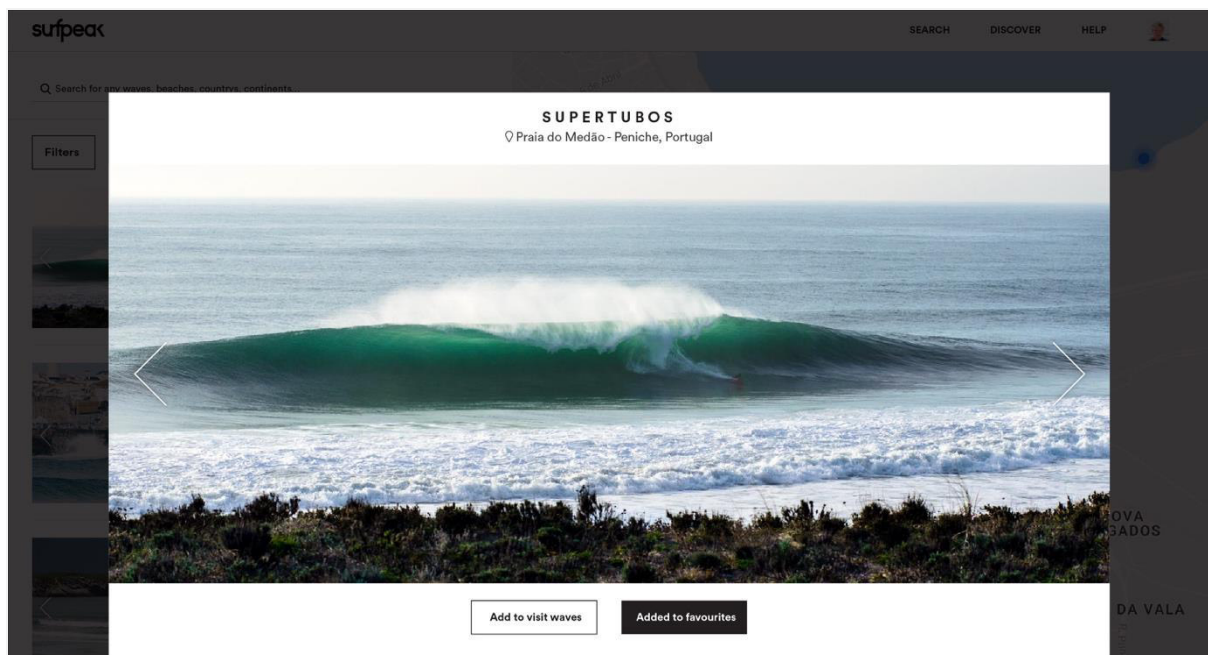 surfpeak
SEARCH DISCOVER HELP
Search for any waves, beaches, countrys, continents...
Filters
SUPERTUBOS
Praia do Medão - Peniche, Portugal
Add to visit waves
Added to favourites
OVA
GADOS
DA VALA